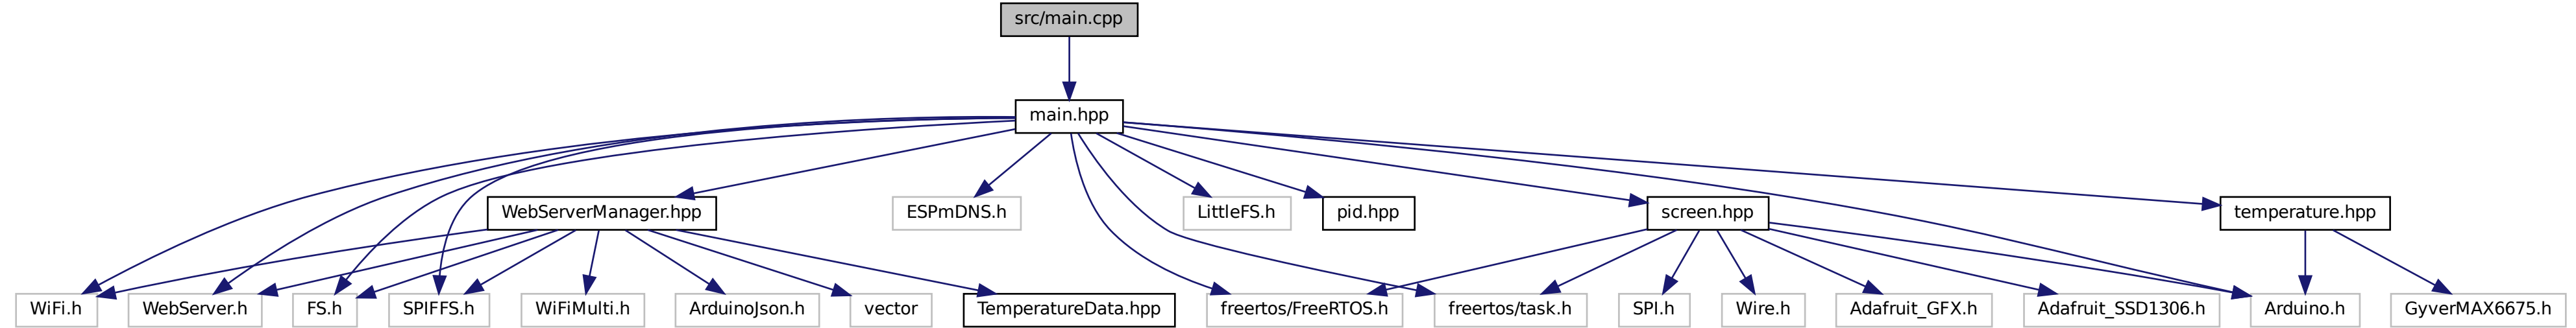 src/main.cpp
main.hpp
WebServerManager.hpp
ESPmDNS.h
LittleFS.h
pid.hpp
screen.hpp
temperature.hpp
WiFi.h
WebServer.h
FS.h
SPIFFS.h
WiFiMulti.h
ArduinoJson.h
vector
TemperatureData.hpp
freertos/FreeRTOS.h
freertos/task.h
SPI.h
Wire.h
Adafruit_GFX.h
Adafruit_SSD1306.h
Arduino.h
GyverMAX6675.h